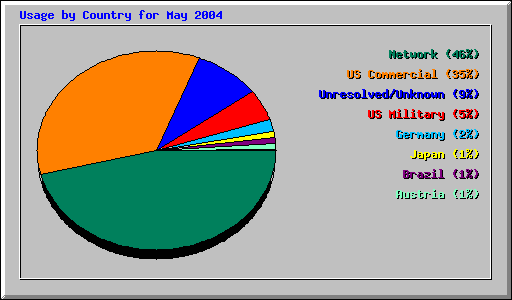 Usage by Country for May 2004
Network (46%)
US Commercial (35%)
Unresolved/Unknown (9%)
US Military (5%)
Germany (2%)
Japan (1%)
Brazil (1%)
Austria (1%)